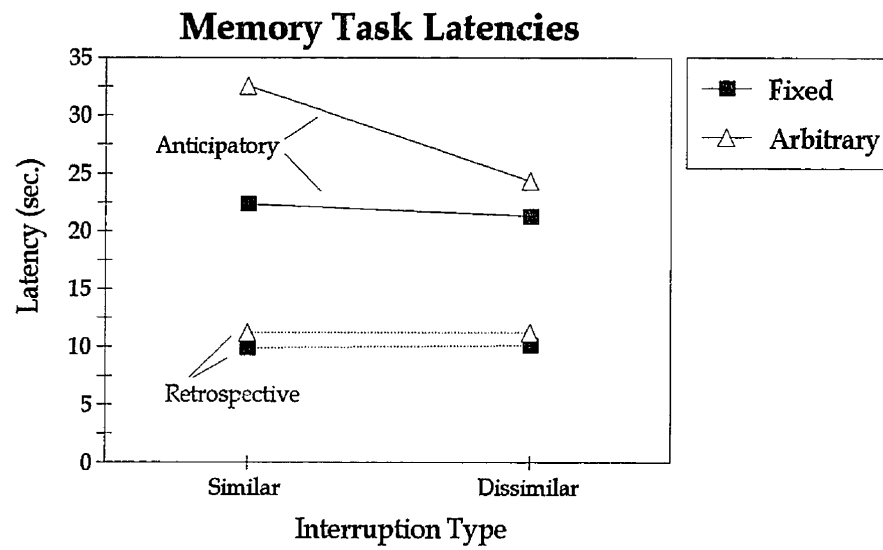 Memory Task Latencies
35
30
25
20
15
10
5
0
Latency (sec.)
Anticipatory
Retrospective
Similar
Dissimilar
Interruption Type
Fixed
Arbitrary